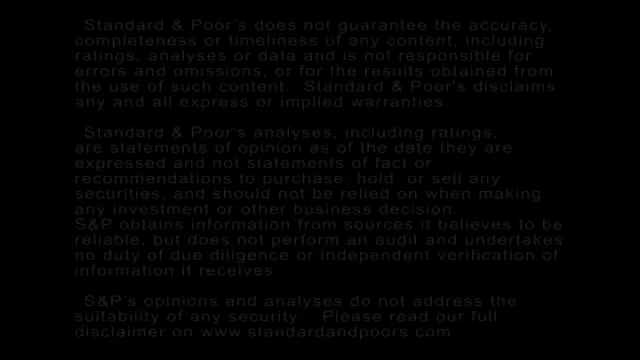 Standard & Poor's does not guarantee the accuracy,
completeness or timeliness of any content, including
ratings, analyses or data and is not responsible for
errors and omissions, or for the results obtained from
the use of such content. Standard & Poor's disclaims
any and all express or implied warranties.
Standard & Poor's analyses, including ratings,
are statements of opinion as of the date they are
expressed and not statements of fact or
recommendations to purchase, hold, or sell any
securities, and should not be relied on when making
any investment or other business decision.
S&P obtains information from sources it believes to be
reliable, but does not perform an audit and undertakes
no duty of due diligence or independent verification of
information it receives
S&P's opinions and analyses do not address the
suitability of any security. Please read our full
disclaimer on www.standardandpoors.com